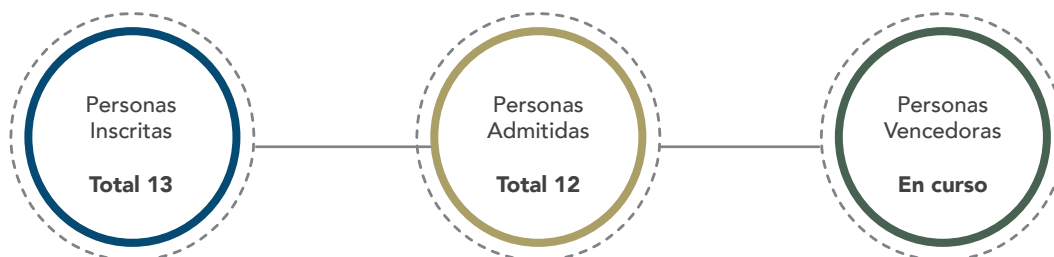 Personas
Inscritas
Total 13
Personas
Admitidas
Total 12
Personas
Vencedoras
En curso